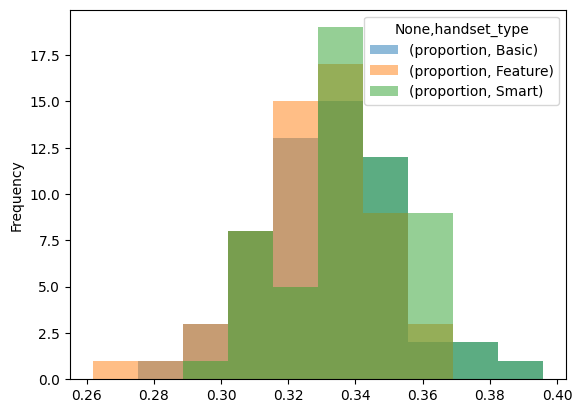 None,handset_type
(proportion, Basic)
(proportion, Feature)
(proportion, Smart)
Frequency
17.5
15.0
12.5
10.0
7.5
5.0
2.5
0.0
0.26 0.28 0.30 0.32 0.34 0.36 0.38 0.40